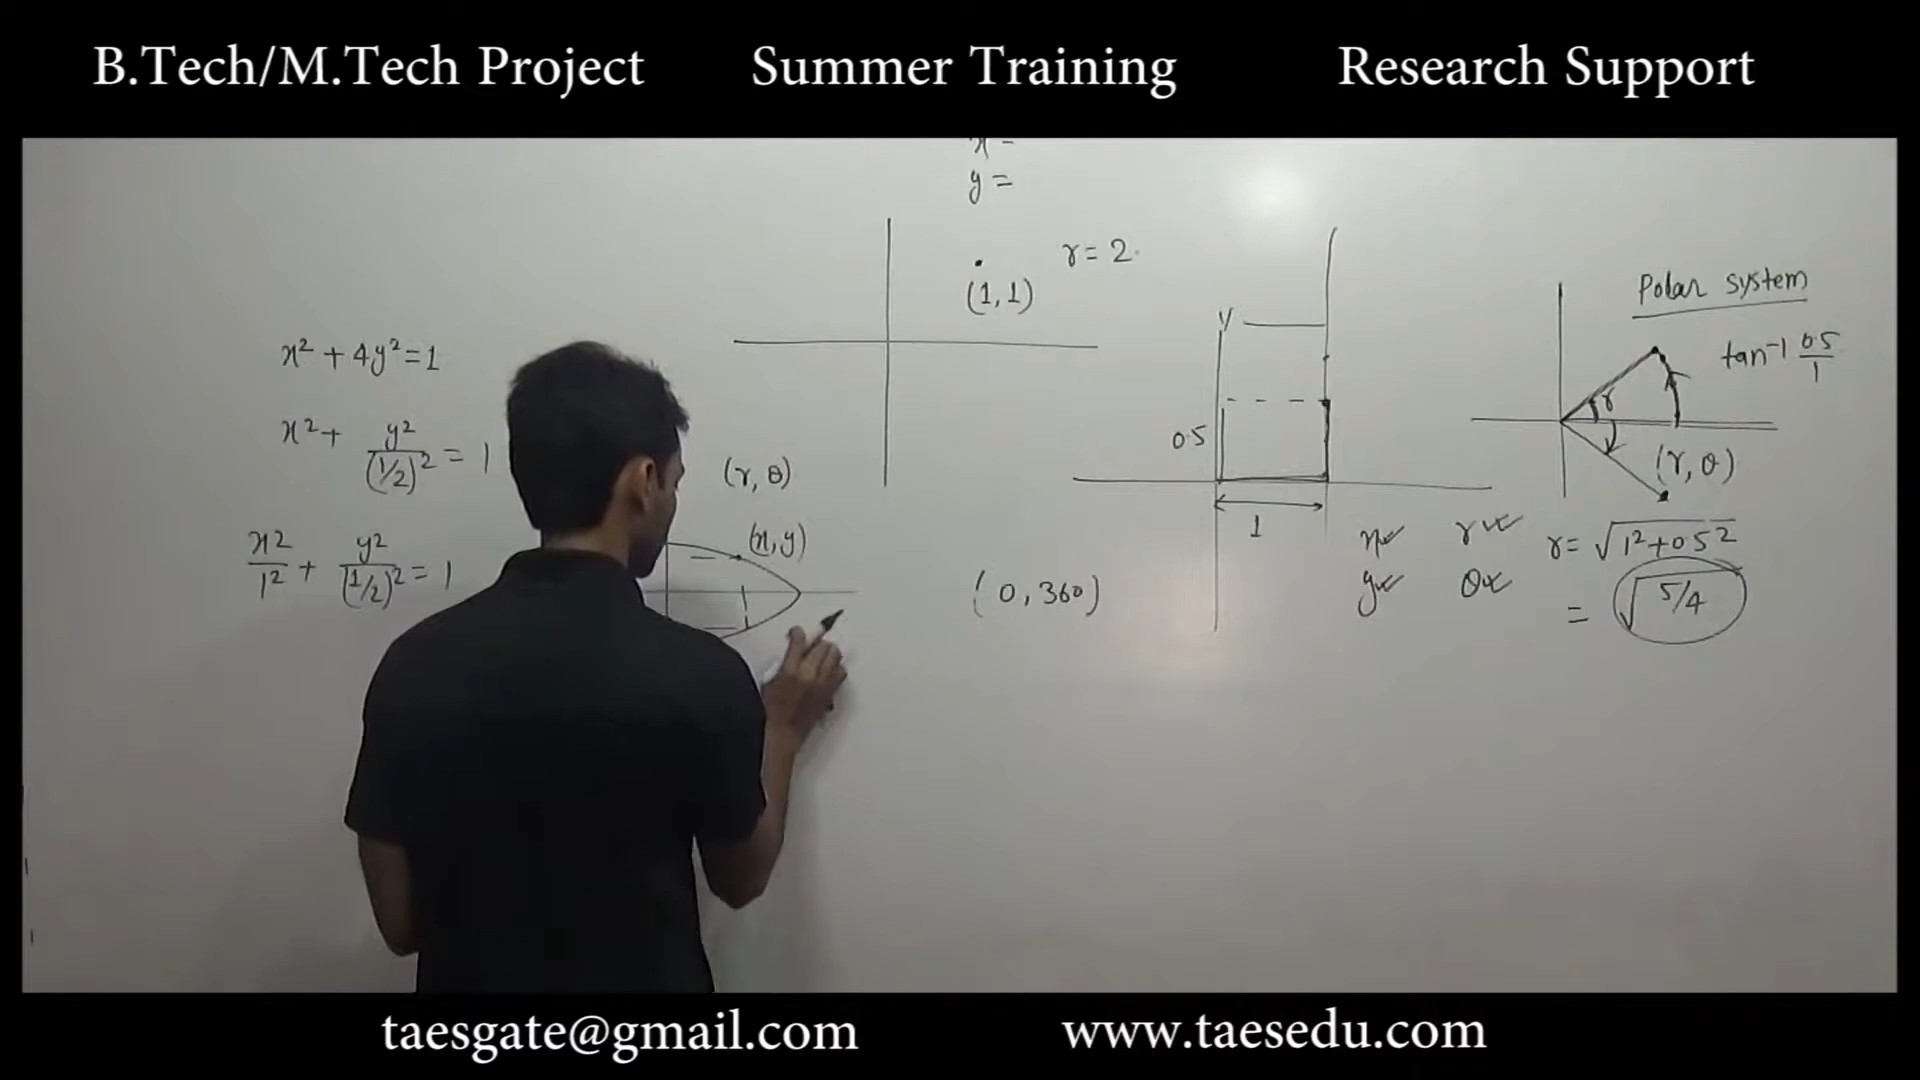 B.Tech/M.Tech Project Summer Training Research Support
x =
y =
r = 2
(1, 1)
x² + 4y² = 1
x² + y²/(1/2)² = 1
x²/1² + y²/(1/2)² = 1
(r, θ)
(x, y)
(0, 360)
y
0.5
1
x
y
r
θ
Polar system
tan⁻¹ 0.5/1
r
(r, θ)
r = √1² + 0.5²
= √5/4
taesgate@gmail.com www.taesedu.com